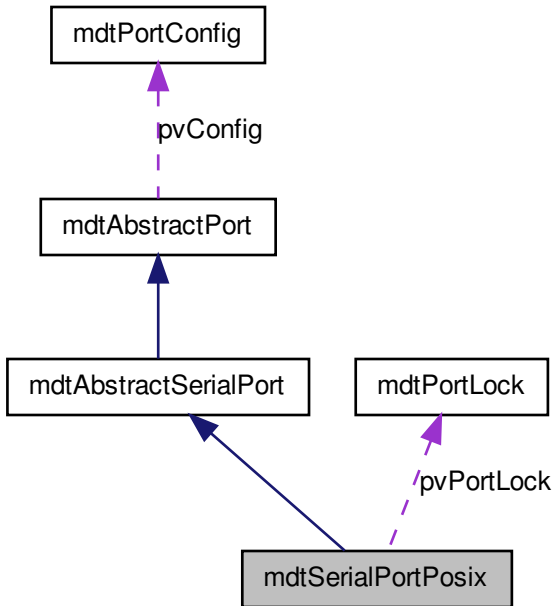 mdtPortConfig
pvConfig
mdtAbstractPort
mdtAbstractSerialPort
mdtPortLock
pvPortLock
mdtSerialPortPosix